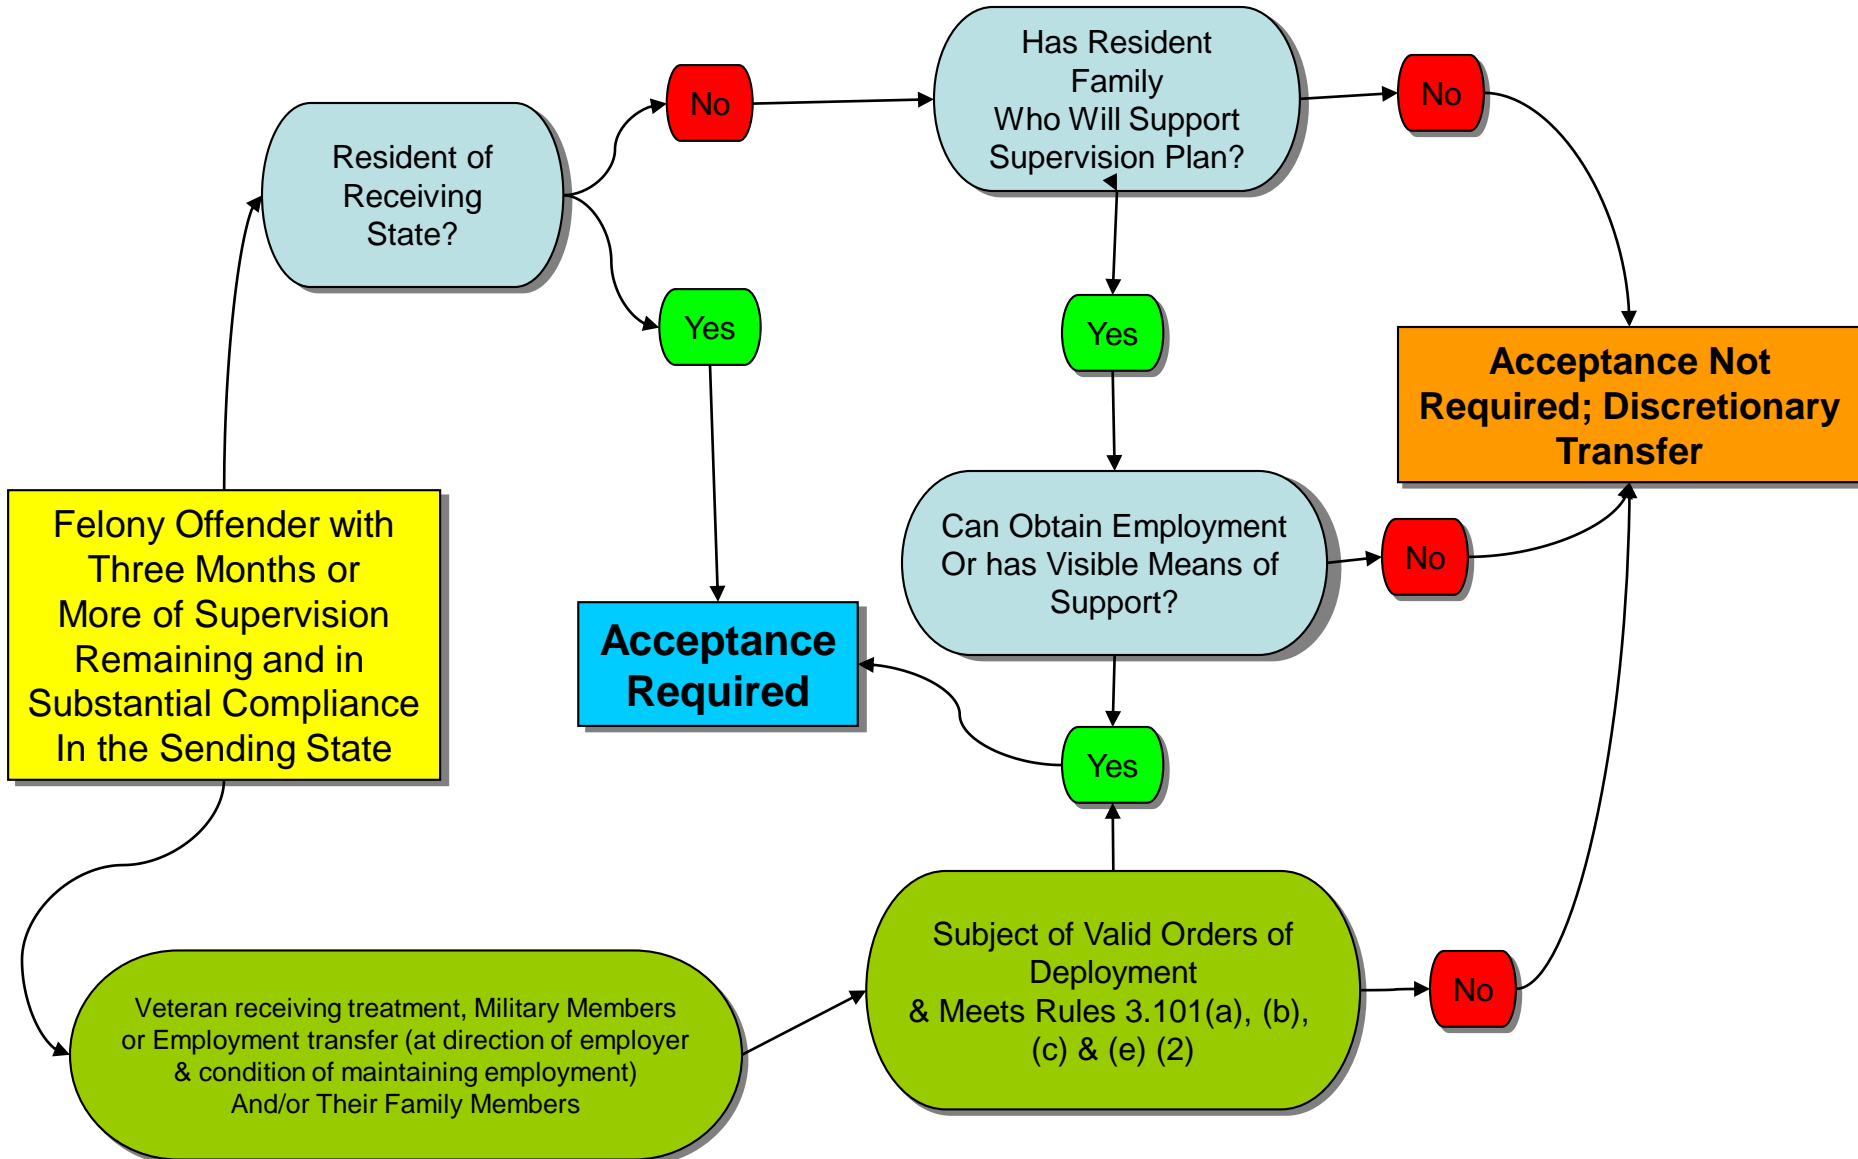 Has Resident
Family
Who Will Support
Supervision Plan?
No
No
Resident of
Receiving
State?
Yes
Yes
Acceptance Not
Required; Discretionary
Transfer
Felony Offender with
Three Months or
More of Supervision
Remaining and in
Substantial Compliance
In the Sending State
Can Obtain Employment
Or has Visible Means of
Support?
No
Acceptance
Required
Yes
Subject of Valid Orders of
Deployment
& Meets Rules 3.101(a), (b),
(c) & (e) (2)
No
Veteran receiving treatment, Military Members
or Employment transfer (at direction of employer
& condition of maintaining employment)
And/or Their Family Members